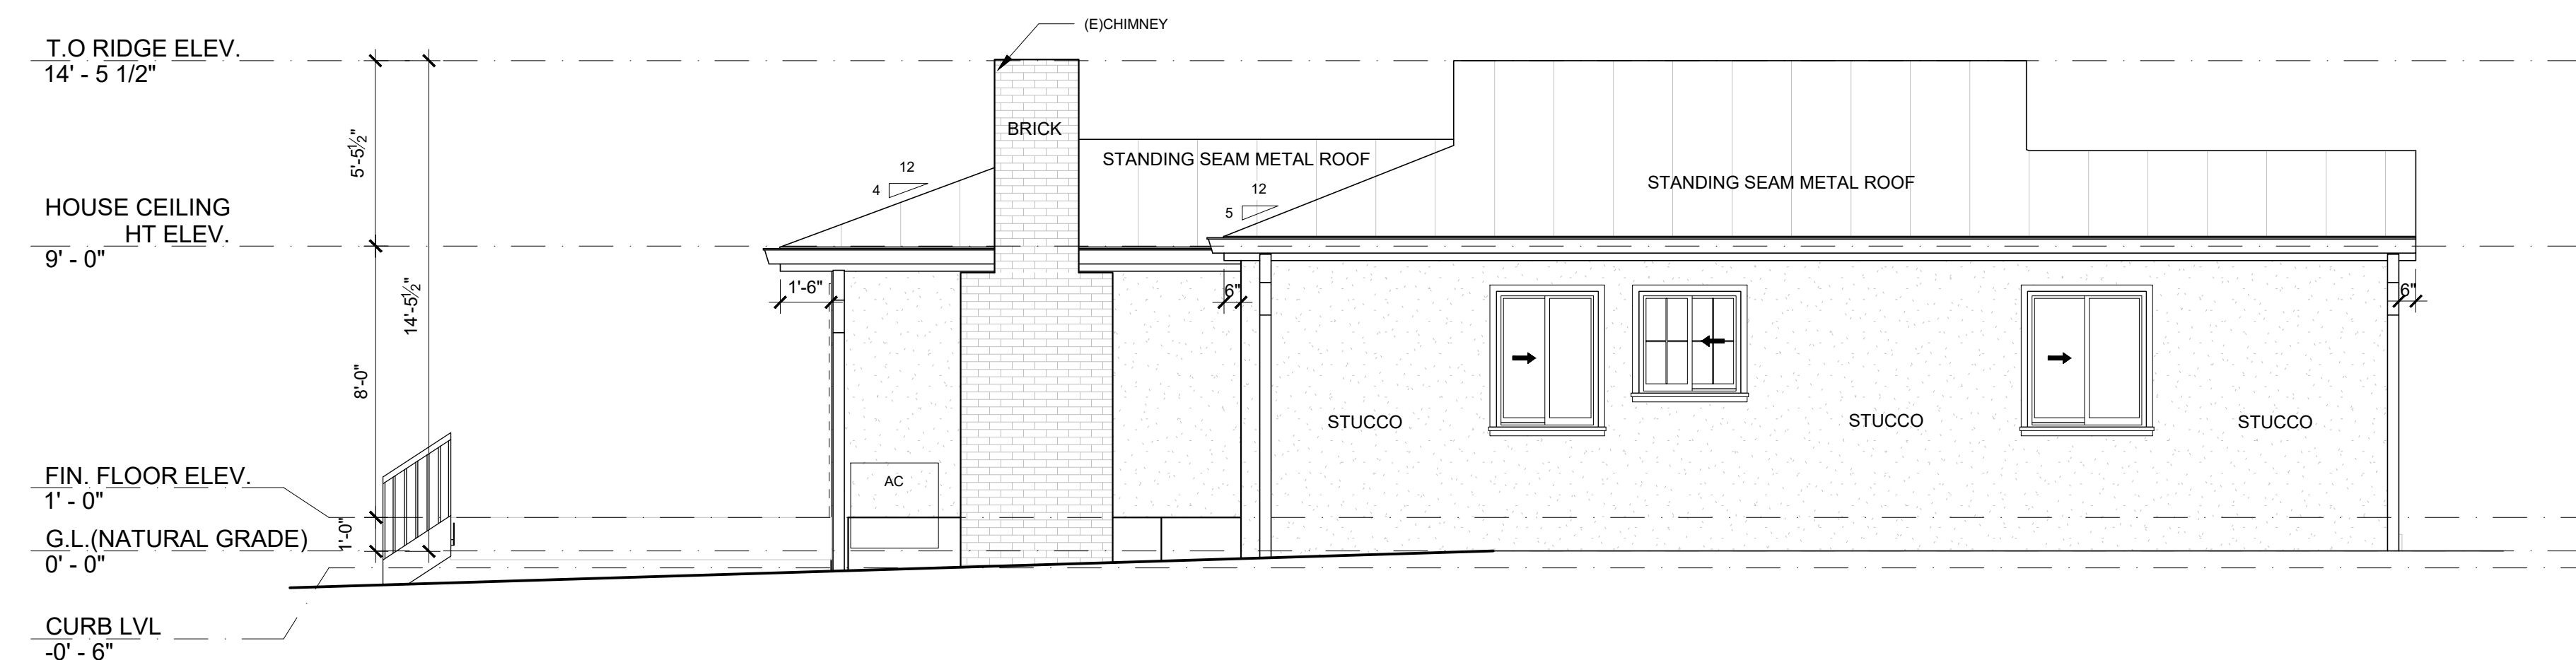 (E)CHIMNEY
T.O RIDGE ELEV.
14' - 5 1/2"
5'-5½"
BRICK
STANDING SEAM METAL ROOF
12
4
STANDING SEAM METAL ROOF
12
5
HOUSE CEILING
HT ELEV.
9' - 0"
14'-5½"
1'-6"
6"
6"
8'-0"
STUCCO
STUCCO
STUCCO
AC
FIN. FLOOR ELEV.
1' - 0"
1'-0"
G.L.(NATURAL GRADE)
0' - 0"
CURB LVL
-0' - 6"